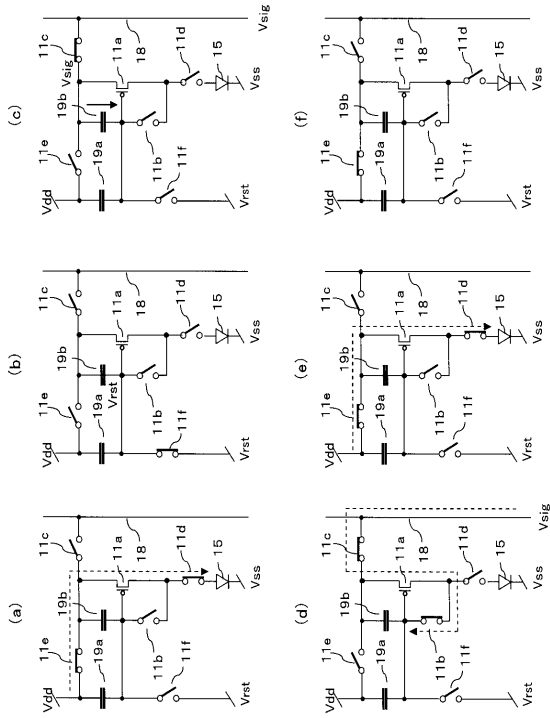 (a)
Vdd
11e
11c
19a
19b
11a
18
11b
11d
11f
15
Vrst
Vss
(b)
Vdd
11e
11c
19a
19b
Vrst
11a
18
11b
11d
11f
15
Vrst
Vss
(c)
Vdd
11e
11c
Vsig
19a
19b
11a
18
11b
11d
11f
15
Vrst
Vss
Vsig
(d)
Vdd
11e
11c
19a
19b
11a
18
11b
11d
11f
15
Vrst
Vss
Vsig
(e)
Vdd
11e
11c
19a
19b
11a
18
11b
11d
11f
15
Vrst
Vss
(f)
Vdd
11e
11c
19a
19b
11a
18
11b
11d
11f
15
Vrst
Vss